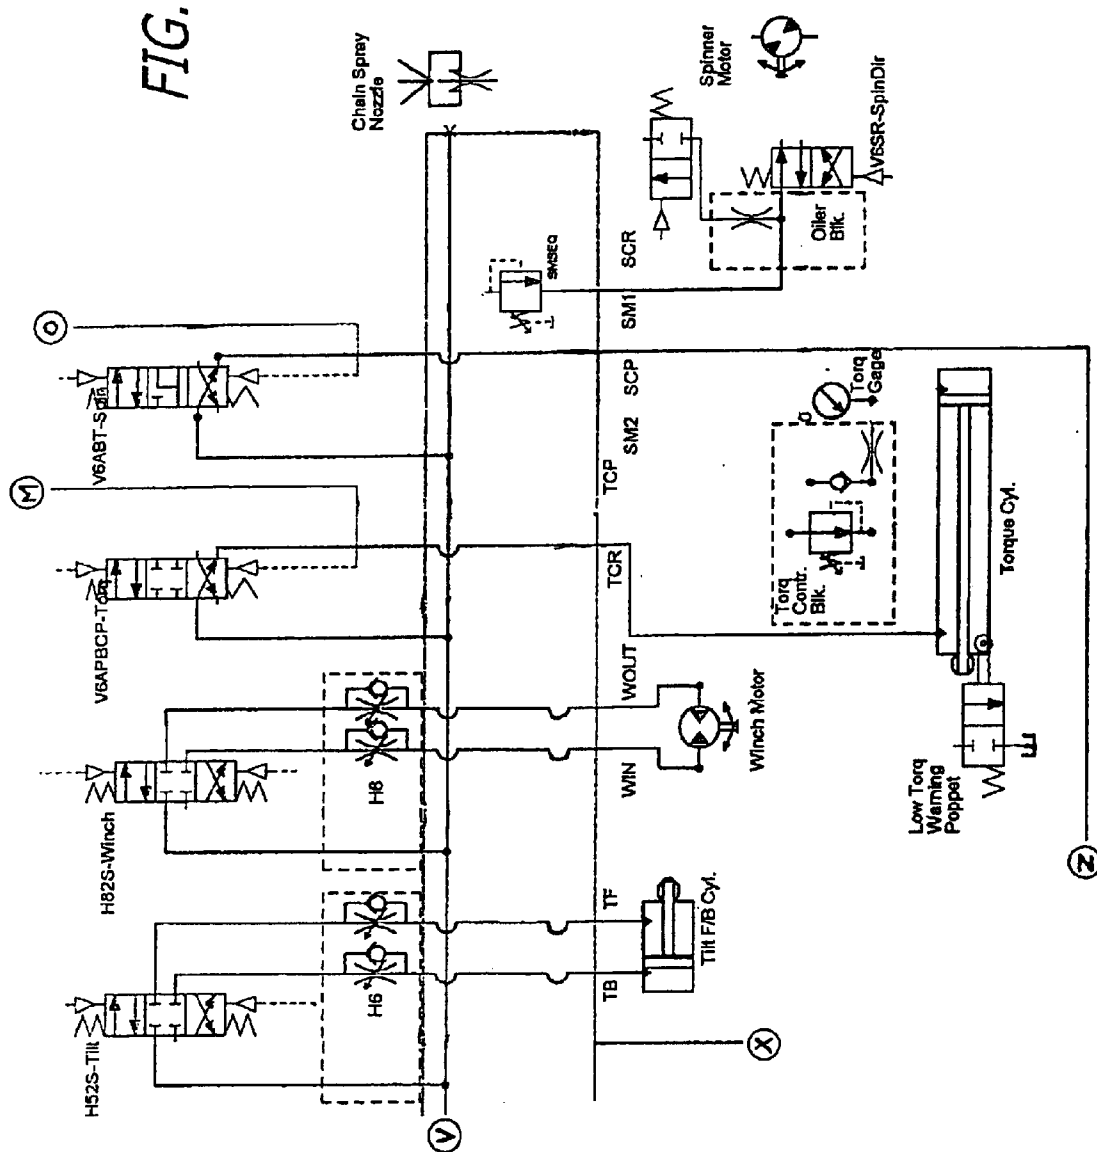 FIG.
Chain Spray
Nozzle
Spinner
Motor
V6SR-SpinDir
Oiler
Blk.
SMSEQ
SCR
SM1
O
V6ABT-Spin
SCP
SM2
Torq
Gage
M
TCP
V6APBCP-Torq
TCR
Torq
Contr.
Blk.
Torque Cyl.
WOUT
Winch Motor
WIN
H8
H82S-Winch
Low Torq
Warning
Poppet
Z
TF
Tilt F/B Cyl.
TB
H6
H52S-Tilt
X
V